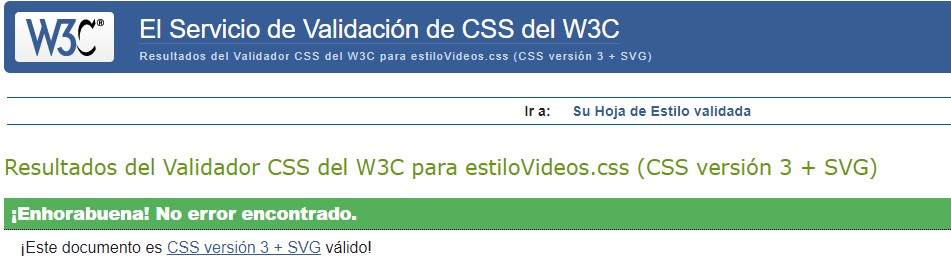 W3C® El Servicio de Validación de CSS del W3C
Resultados del Validador CSS del W3C para estiloVideos.css (CSS versión 3 + SVG)
Ir a: Su Hoja de Estilo validada
Resultados del Validador CSS del W3C para estiloVideos.css (CSS versión 3 + SVG)
¡Enhorabuena! No error encontrado.
¡Este documento es CSS versión 3 + SVG válido!